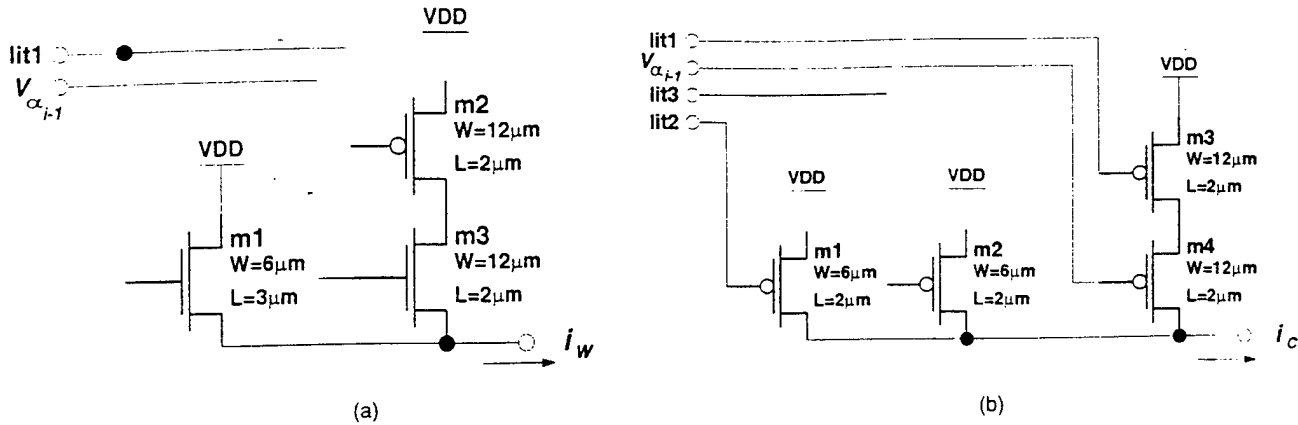 VDD
lit1
V αi-1
m2
W=12µm
L=2µm
VDD
m1
W=6µm
L=3µm
m3
W=12µm
L=2µm
iW
(a)
lit1
Vαi-1
lit3
lit2
VDD
m3
W=12µm
L=2µm
VDD
VDD
m1
W=6µm
L=2µm
m2
W=6µm
L=2µm
m4
W=12µm
L=2µm
iC
(b)